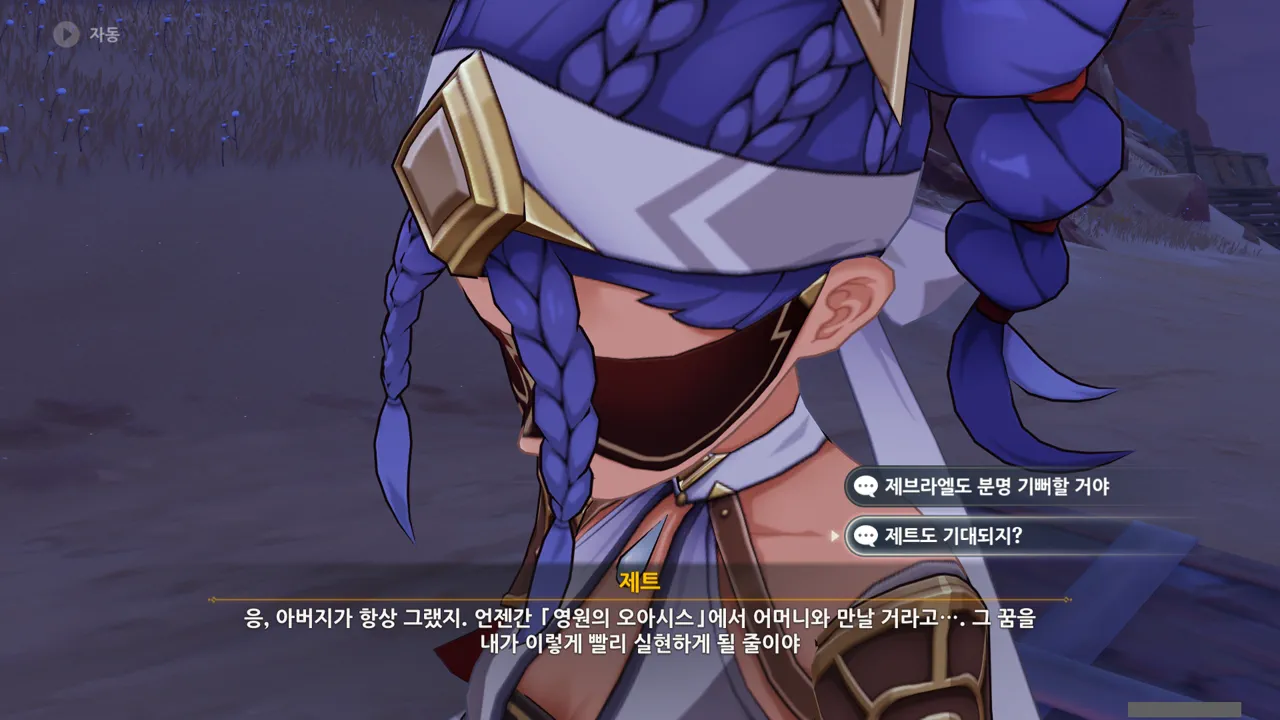 자동
제브라엘도 분명 기뻐할 거야
제트도 기대되지?
제트
응, 아버지가 항상 그랬지. 언젠간 「영원의 오아시스」에서 어머니와 만날 거라고…. 그 꿈을
내가 이렇게 빨리 실현하게 될 줄이야